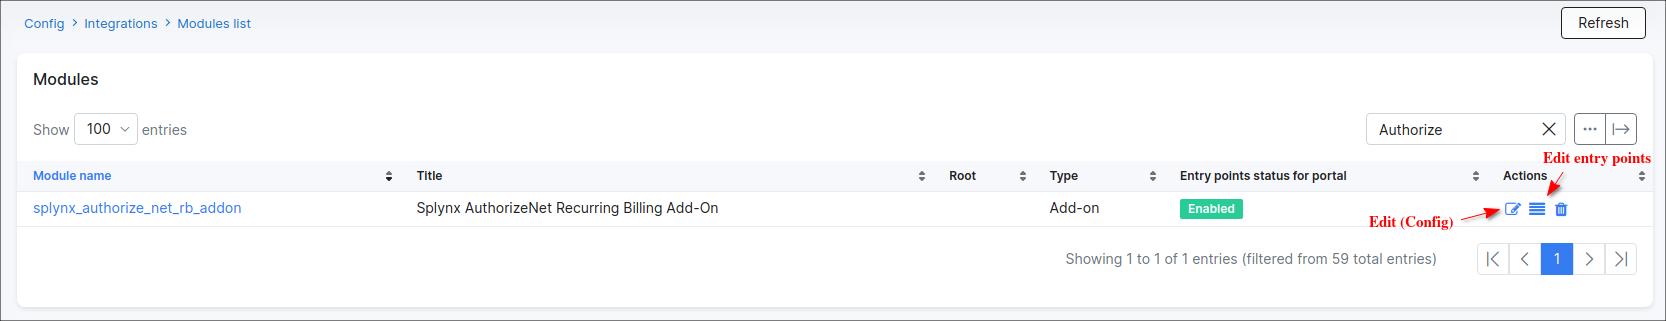 Config > Integrations > Modules list
Refresh
Modules
Show 100 entries
Authorize
Edit entry points
Module name Title Root Type Entry points status for portal Actions
splynx_authorize_net_rb_addon Splynx AuthorizeNet Recurring Billing Add-On Add-on Enabled
Edit (Config)
Showing 1 to 1 of 1 entries (filtered from 59 total entries) 1